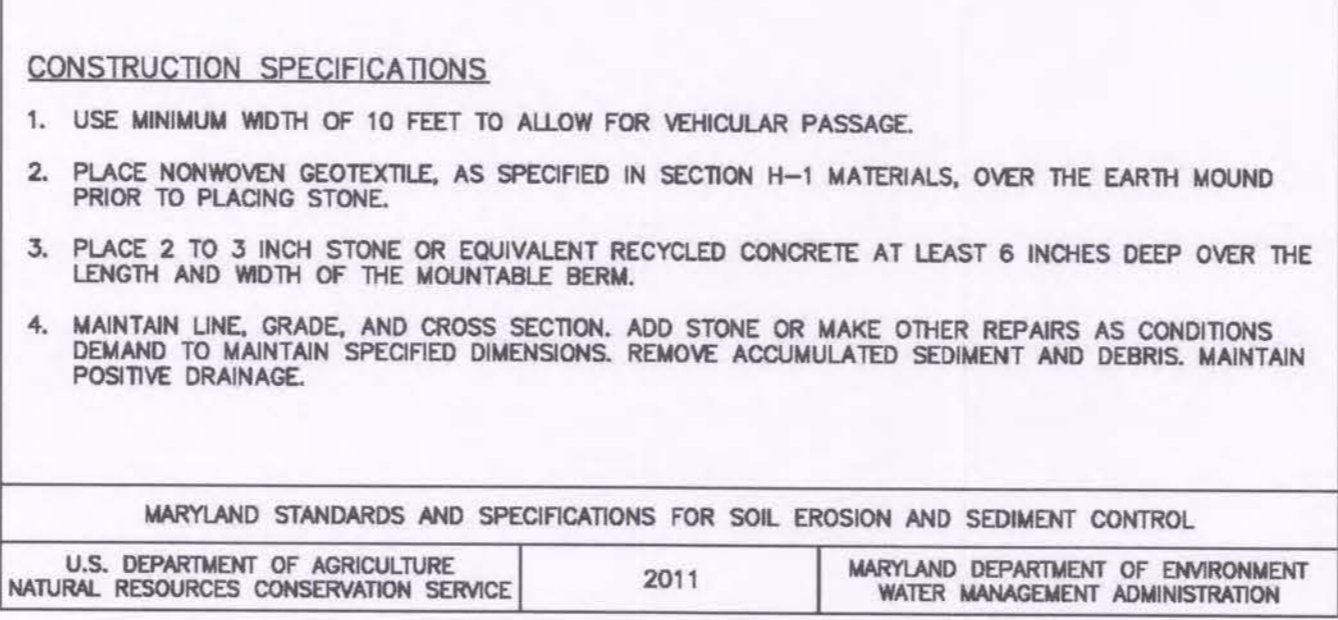 CONSTRUCTION SPECIFICATIONS
1. USE MINIMUM WIDTH OF 10 FEET TO ALLOW FOR VEHICULAR PASSAGE.
2. PLACE NONWOVEN GEOTEXTILE, AS SPECIFIED IN SECTION H-1 MATERIALS, OVER THE EARTH MOUND
PRIOR TO PLACING STONE.
3. PLACE 2 TO 3 INCH STONE OR EQUIVALENT RECYCLED CONCRETE AT LEAST 6 INCHES DEEP OVER THE
LENGTH AND WIDTH OF THE MOUNTABLE BERM.
4. MAINTAIN LINE, GRADE, AND CROSS SECTION. ADD STONE OR MAKE OTHER REPAIRS AS CONDITIONS
DEMAND TO MAINTAIN SPECIFIED DIMENSIONS. REMOVE ACCUMULATED SEDIMENT AND DEBRIS. MAINTAIN
POSITIVE DRAINAGE.
MARYLAND STANDARDS AND SPECIFICATIONS FOR SOIL EROSION AND SEDIMENT CONTROL
U.S. DEPARTMENT OF AGRICULTURE
NATURAL RESOURCES CONSERVATION SERVICE
2011
MARYLAND DEPARTMENT OF ENVIRONMENT
WATER MANAGEMENT ADMINISTRATION